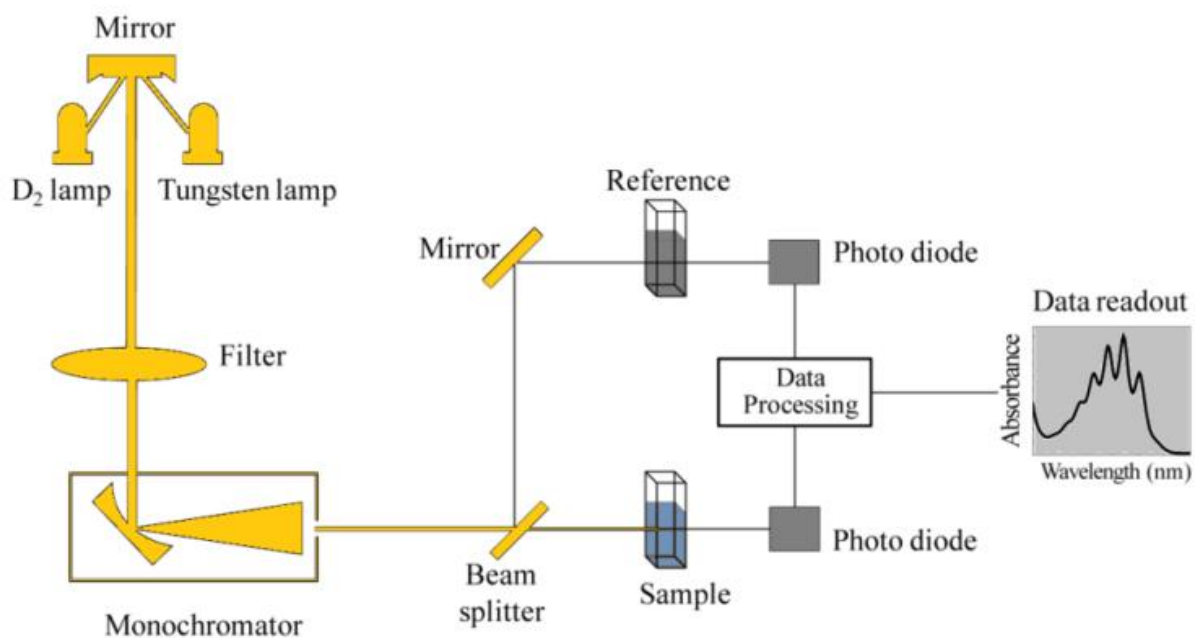 Mirror
D₂ lamp
Tungsten lamp
Filter
Monochromator
Mirror
Beam
splitter
Reference
Sample
Photo diode
Photo diode
Data
Processing
Data readout
Absorbance
Wavelength (nm)